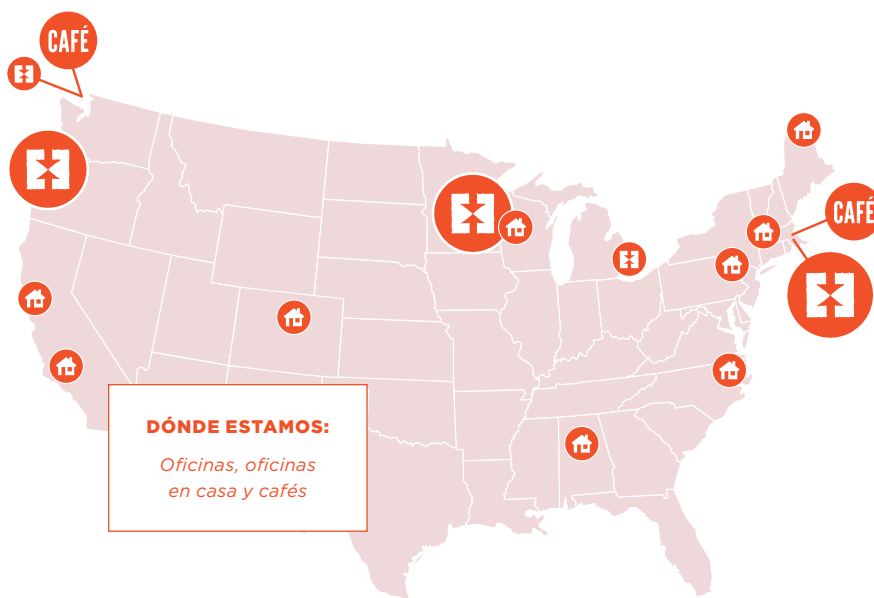 CAFÉ
CAFÉ
DÓNDE ESTAMOS:
Oficinas, oficinas
en casa y cafés